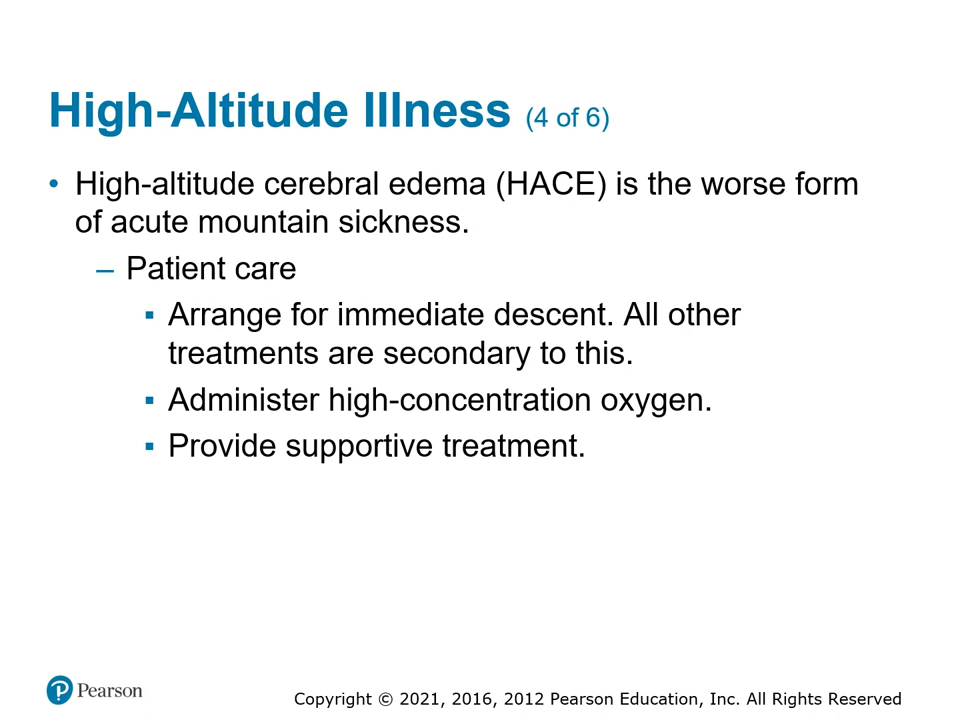 High-Altitude Illness (4 of 6)
• High-altitude cerebral edema (HACE) is the worse form
of acute mountain sickness.
– Patient care
▪ Arrange for immediate descent. All other
treatments are secondary to this.
▪ Administer high-concentration oxygen.
▪ Provide supportive treatment.
Pearson
Copyright © 2021, 2016, 2012 Pearson Education, Inc. All Rights Reserved